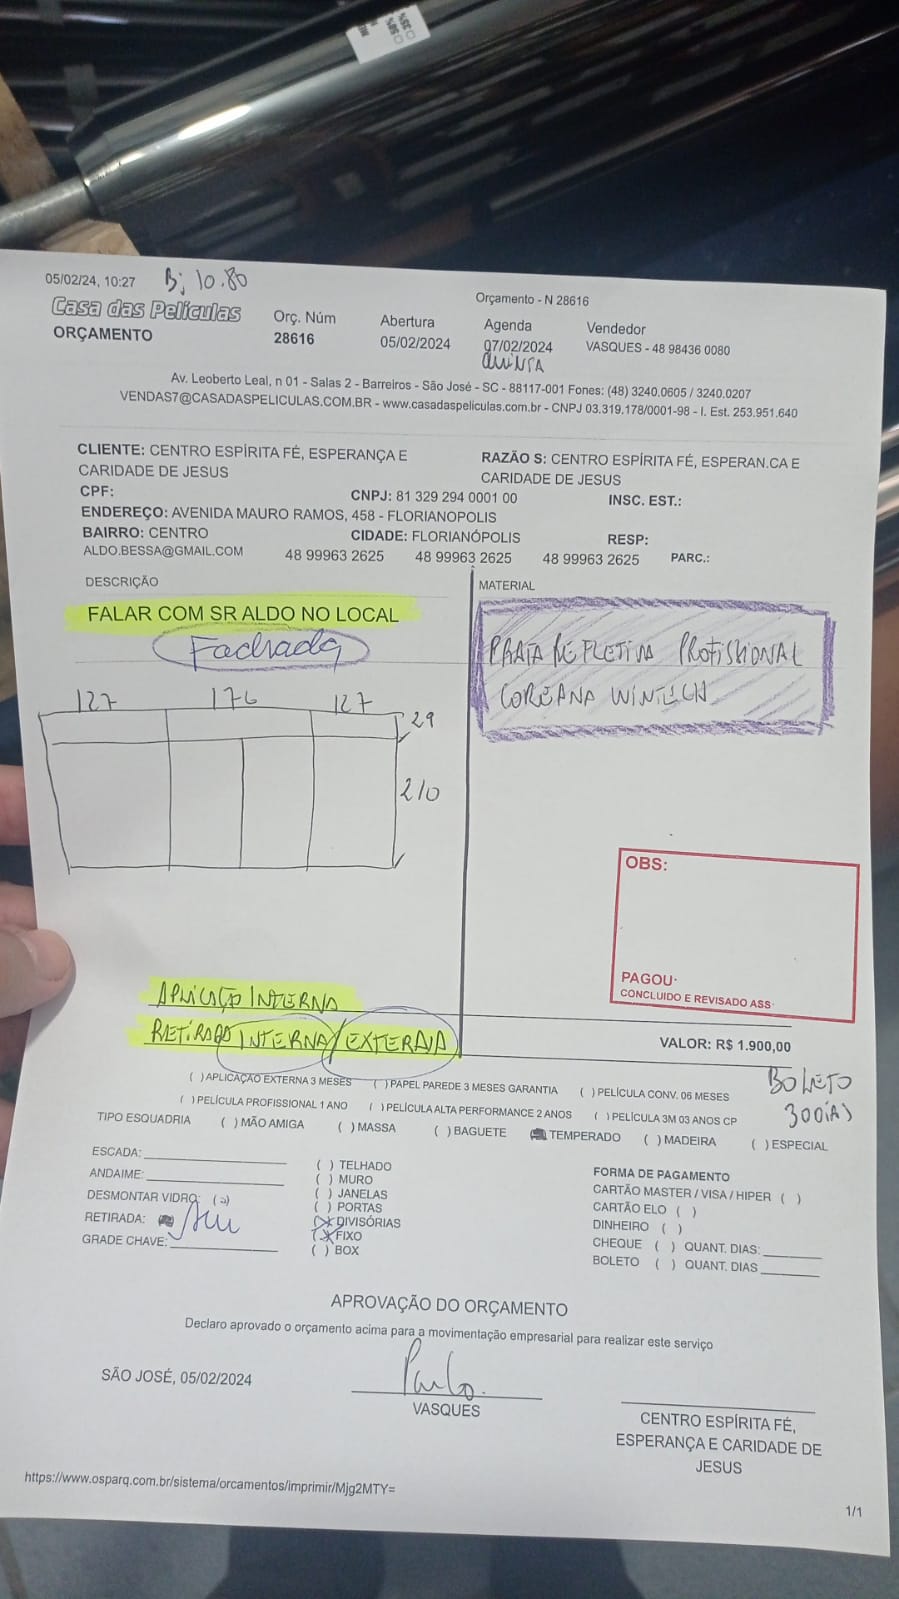 05/02/24, 10:27 B; 10.80
Orçamento - N 28616
Casa das Películas
ORÇAMENTO
Orç. Núm
28616
Abertura
05/02/2024
Agenda
07/02/2024
QUINTA
Vendedor
VASQUES - 48 98436 0080
Av. Leoberto Leal, n 01 - Salas 2 - Barreiros - São José - SC - 88117-001 Fones: (48) 3240.0605 / 3240.0207
VENDAS7@CASADASPELICULAS.COM.BR - www.casadaspeliculas.com.br - CNPJ 03.319.178/0001-98 - I. Est. 253.951.640
CLIENTE: CENTRO ESPÍRITA FÉ, ESPERANÇA E
CARIDADE DE JESUS
RAZÃO S: CENTRO ESPÍRITA FÉ, ESPERAN.CA E
CARIDADE DE JESUS
CPF:
CNPJ: 81 329 294 0001 00
INSC. EST.:
ENDEREÇO: AVENIDA MAURO RAMOS, 458 - FLORIANOPOLIS
BAIRRO: CENTRO
CIDADE: FLORIANÓPOLIS
RESP:
ALDO.BESSA@GMAIL.COM
48 99963 2625 48 99963 2625 48 99963 2625
PARC.:
DESCRIÇÃO
MATERIAL
FALAR COM SR ALDO NO LOCAL
Fachada
PRATA REFLETIVA PROFISSIONAL
COREANA WINTECH
127 176 127
29
210
OBS:
PAGOU:
CONCLUIDO E REVISADO ASS:
APLICAÇÃO INTERNA
RETIRADO INTERNA/EXTERNA
VALOR: R$ 1.900,00
BOLETO
30DIAS
( )APLICAÇÃO EXTERNA 3 MESES ( )PAPEL PAREDE 3 MESES GARANTIA ( )PELÍCULA CONV. 06 MESES
( )PELÍCULA PROFISSIONAL 1 ANO ( )PELÍCULA ALTA PERFORMANCE 2 ANOS ( )PELÍCULA 3M 03 ANOS CP
TIPO ESQUADRIA ( )MÃO AMIGA ( )MASSA ( )BAGUETE TEMPERADO ( )MADEIRA ( )ESPECIAL
ESCADA:
ANDAIME:
DESMONTAR VIDRO:
RETIRADA:
GRADE CHAVE:
( ) TELHADO
( ) MURO
( ) JANELAS
( ) PORTAS
(X) DIVISÓRIAS
(X) FIXO
( ) BOX
FORMA DE PAGAMENTO
CARTÃO MASTER / VISA / HIPER ( )
CARTÃO ELO ( )
DINHEIRO ( )
CHEQUE ( ) QUANT. DIAS:
BOLETO ( ) QUANT. DIAS
APROVAÇÃO DO ORÇAMENTO
Declaro aprovado o orçamento acima para a movimentação empresarial para realizar este serviço
SÃO JOSÉ, 05/02/2024
Paulo.
VASQUES
CENTRO ESPÍRITA FÉ,
ESPERANÇA E CARIDADE DE
JESUS
https://www.osparq.com.br/sistema/orcamentos/imprimir/Mjg2MTY=
1/1